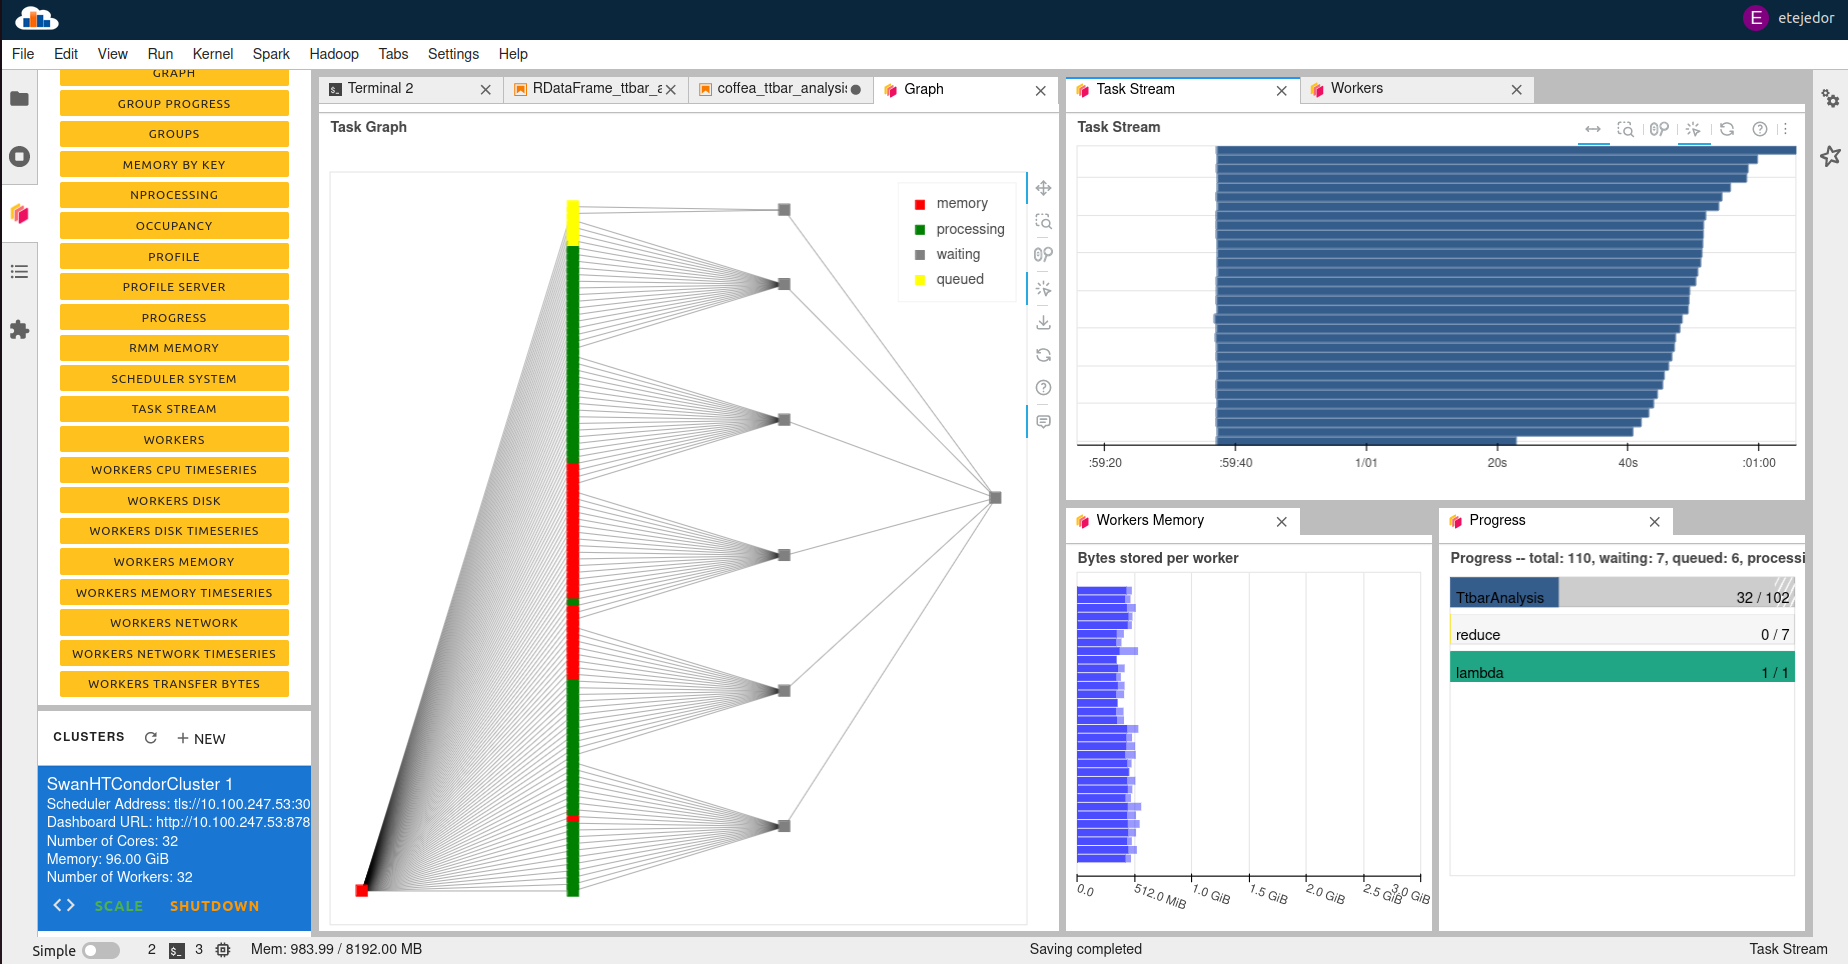 E etejedor
File Edit View Run Kernel Spark Hadoop Tabs Settings Help
GRAPH
GROUP PROGRESS
GROUPS
MEMORY BY KEY
NPROCESSING
OCCUPANCY
PROFILE
PROFILE SERVER
PROGRESS
RMM MEMORY
SCHEDULER SYSTEM
TASK STREAM
WORKERS
WORKERS CPU TIMESERIES
WORKERS DISK
WORKERS DISK TIMESERIES
WORKERS MEMORY
WORKERS MEMORY TIMESERIES
WORKERS NETWORK
WORKERS NETWORK TIMESERIES
WORKERS TRANSFER BYTES
CLUSTERS + NEW
SwanHTCondorCluster 1
Scheduler Address: tls://10.100.247.53:30
Dashboard URL: http://10.100.247.53:878
Number of Cores: 32
Memory: 96.00 GiB
Number of Workers: 32
<> SCALE SHUTDOWN
Terminal 2 RDataFrame_ttbar_a coffea_ttbar_analysis Graph
Task Graph
memory
processing
waiting
queued
Task Stream Workers
Task Stream
:59:20 :59:40 1/01 20s 40s :01:00
Workers Memory
Bytes stored per worker
0.0 512.0 MiB 1.0 GiB 1.5 GiB 2.0 GiB 2.5 GiB 3.0 GiB
Progress
Progress -- total: 110, waiting: 7, queued: 6, processi
TtbarAnalysis 32 / 102
reduce 0 / 7
lambda 1 / 1
Simple 2 $_ 3 Mem: 983.99 / 8192.00 MB Saving completed Task Stream